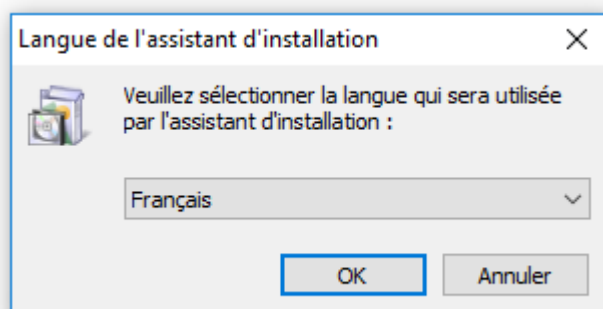 Langue de l'assistant d'installation
Veuillez sélectionner la langue qui sera utilisée
par l'assistant d'installation :
Français
OK
Annuler